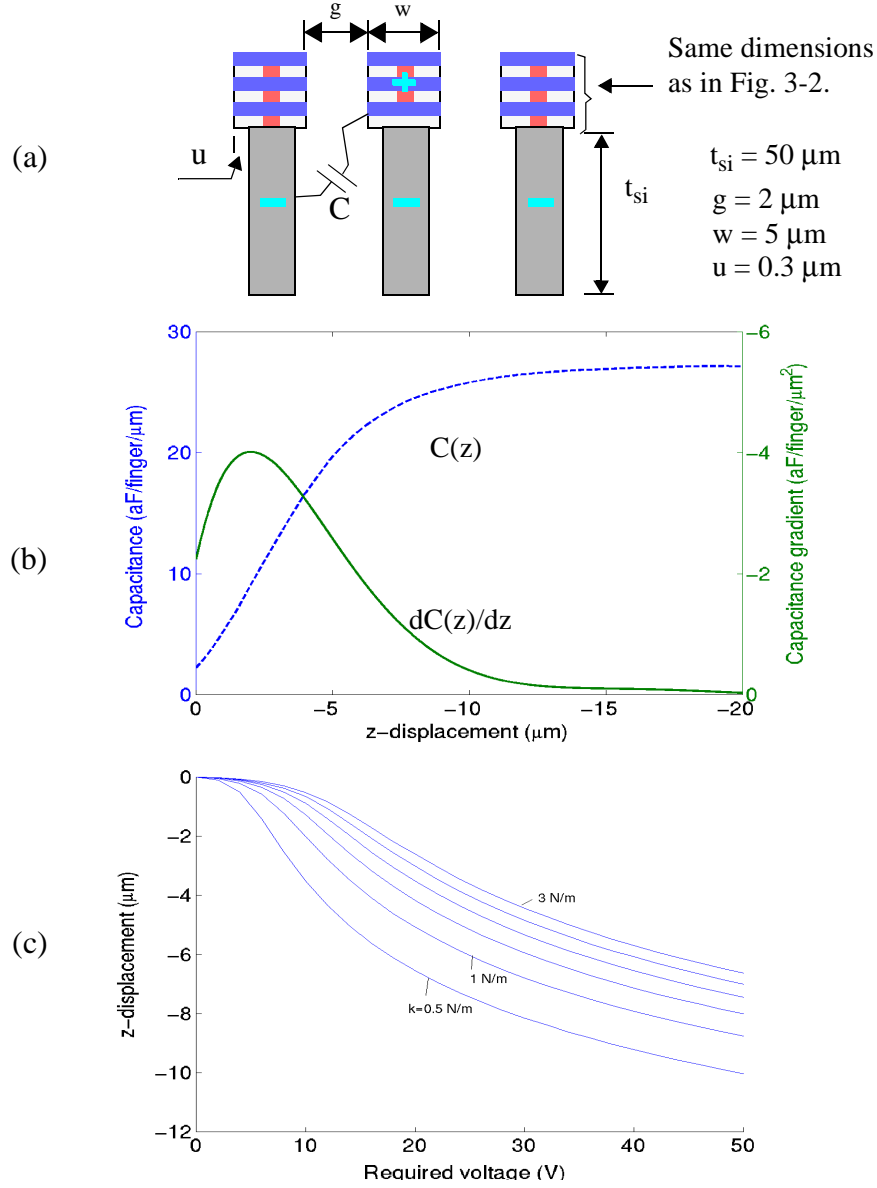 g
w
Same dimensions
as in Fig. 3-2.
(a)
u
C
tsi
tsi = 50 μm
g = 2 μm
w = 5 μm
u = 0.3 μm
(b)
30
20
10
0
Capacitance (aF/finger/μm)
−6
−4
−2
0
Capacitance gradient (aF/finger/μm²)
C(z)
dC(z)/dz
0
−5
−10
−15
−20
z−displacement (μm)
(c)
0
−2
−4
−6
−8
−10
−12
z−displacement (μm)
3 N/m
1 N/m
k=0.5 N/m
0
10
20
30
40
50
Required voltage (V)